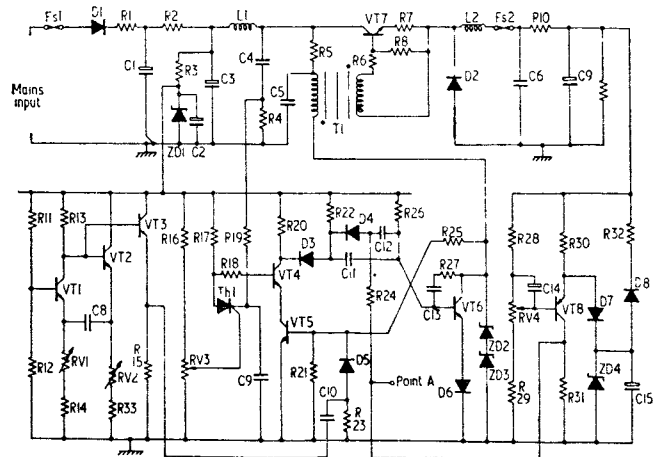 Fs1
D1
R1
R2
L1
VT7
R7
L2
Fs2
P10
R8
R5
R6
C4
R3
C3
C1
Mains
input
C5
D2
C6
C9
R4
T1
ZD1
C2
R11
R13
VT3
R20
R22
D4
R26
VT2
R16
R17
P19
D3
C12
R25
R28
R30
R32
R18
C11
VT1
Th1
VT4
R27
R24
C14
D8
C8
C13
VT6
RV4
VT8
D7
VT5
ZD2
R12
RV1
R
15
RV3
D5
ZD3
ZD4
RV2
R21
C9
Point A
D6
R
29
R31
C15
R14
R33
C10
R
23